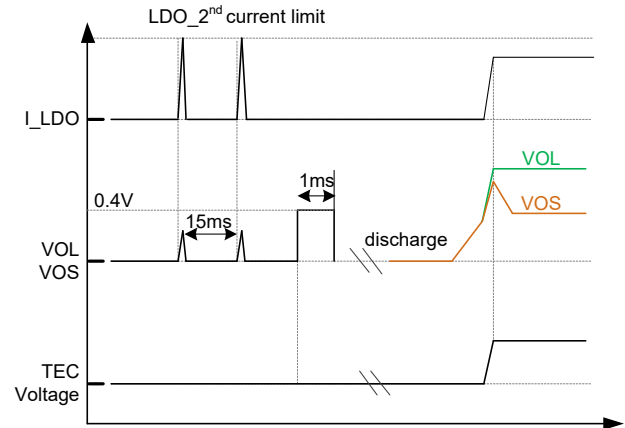 LDO_2nd current limit
I_LDO
VOL
1ms
VOS
0.4V
15ms
discharge
VOL
VOS
TEC
Voltage